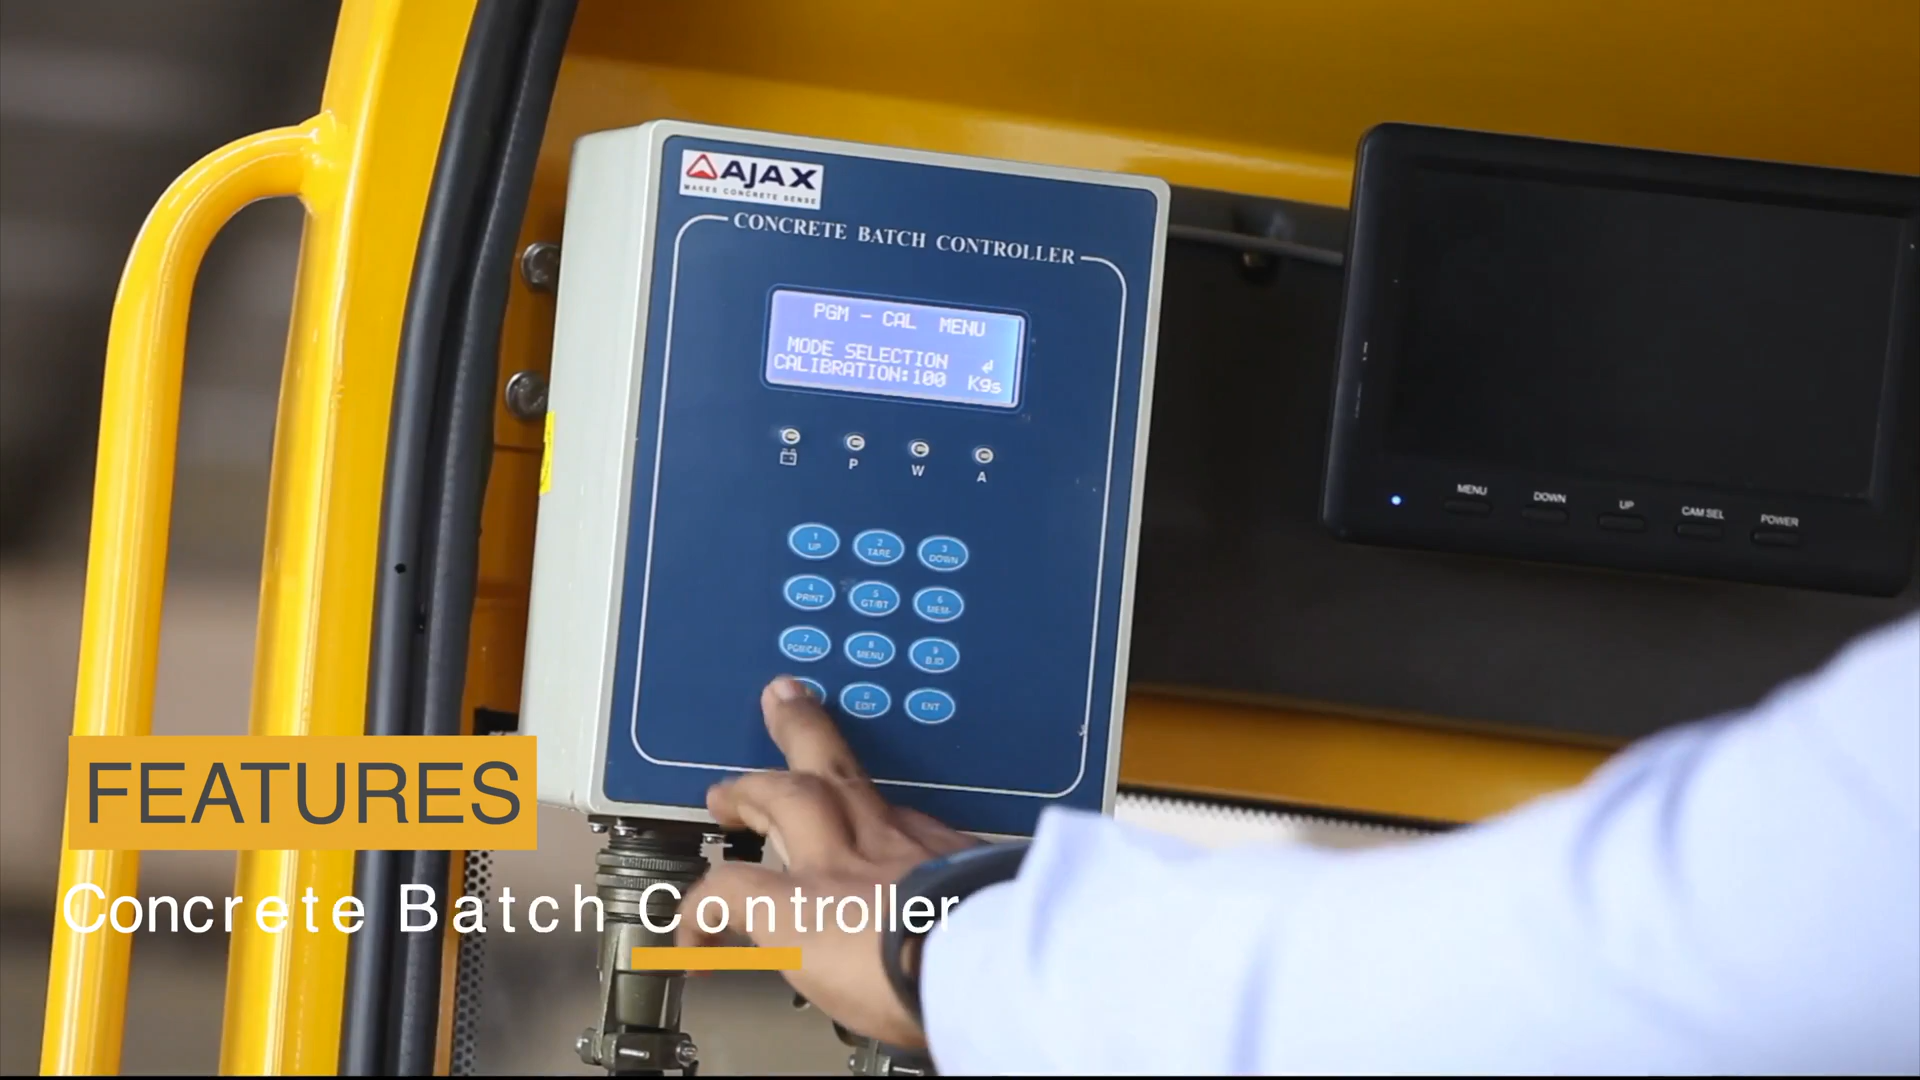 AJAX
MAKES CONCRETE SENSE
CONCRETE BATCH CONTROLLER
PGM - CAL MENU
MODE SELECTION ↲
CALIBRATION:100 Kgs
P W A
1 UP
2 TARE
3 DOWN
4 PRINT
5 GT/BT
6 MEM-
7 PGM/CAL
8 MENU
9 B.ID
0 EDIT
ENT
MENU DOWN UP CAM SEL POWER
FEATURES
Concrete Batch Controller